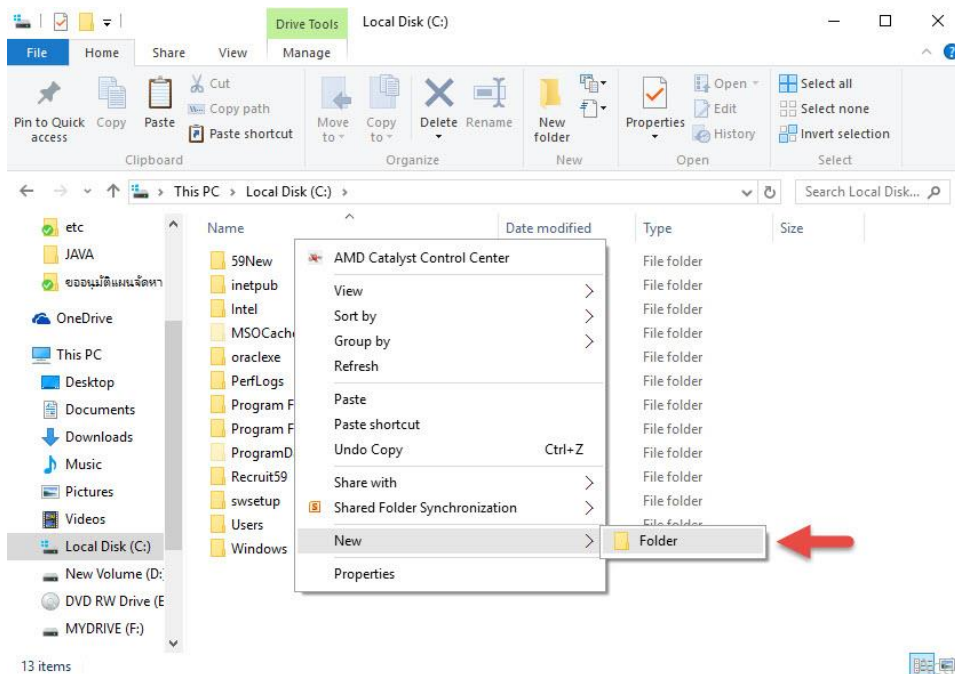 Drive Tools Local Disk (C:)
File Home Share View Manage
Pin to Quick access
Copy
Paste
Cut
Copy path
Paste shortcut
Move to
Copy to
Delete
Rename
New folder
Properties
Open
Edit
History
Select all
Select none
Invert selection
Clipboard Organize New Open Select
This PC > Local Disk (C:) >
Search Local Disk...
etc
JAVA
ขออนุมัติแผนจัดหา
OneDrive
This PC
Desktop
Documents
Downloads
Music
Pictures
Videos
Local Disk (C:)
New Volume (D:
DVD RW Drive (E
MYDRIVE (F:)
Name Date modified Type Size
59New File folder
inetpub File folder
Intel File folder
MSOCach File folder
oraclexe File folder
PerfLogs File folder
Program F File folder
Program F File folder
ProgramD File folder
Recruit59 File folder
swsetup File folder
Users File folder
Windows
AMD Catalyst Control Center
View
Sort by
Group by
Refresh
Paste
Paste shortcut
Undo Copy Ctrl+Z
Share with
Shared Folder Synchronization
New
Properties
Folder
13 items